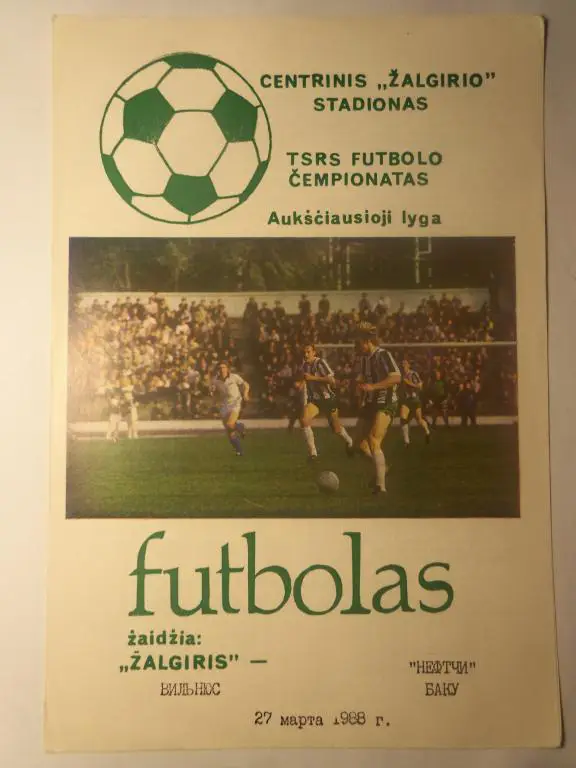 CENTRINIS „ŽALGIRIO”
STADIONAS
TSRS FUTBOLO
ČEMPIONATAS
Aukščiausioji lyga
futbolas
žaidžia:
„ŽALGIRIS” — "НЕФТЧИ"
ВИЛЬНЮС БАКУ
27 марта 1988 г.